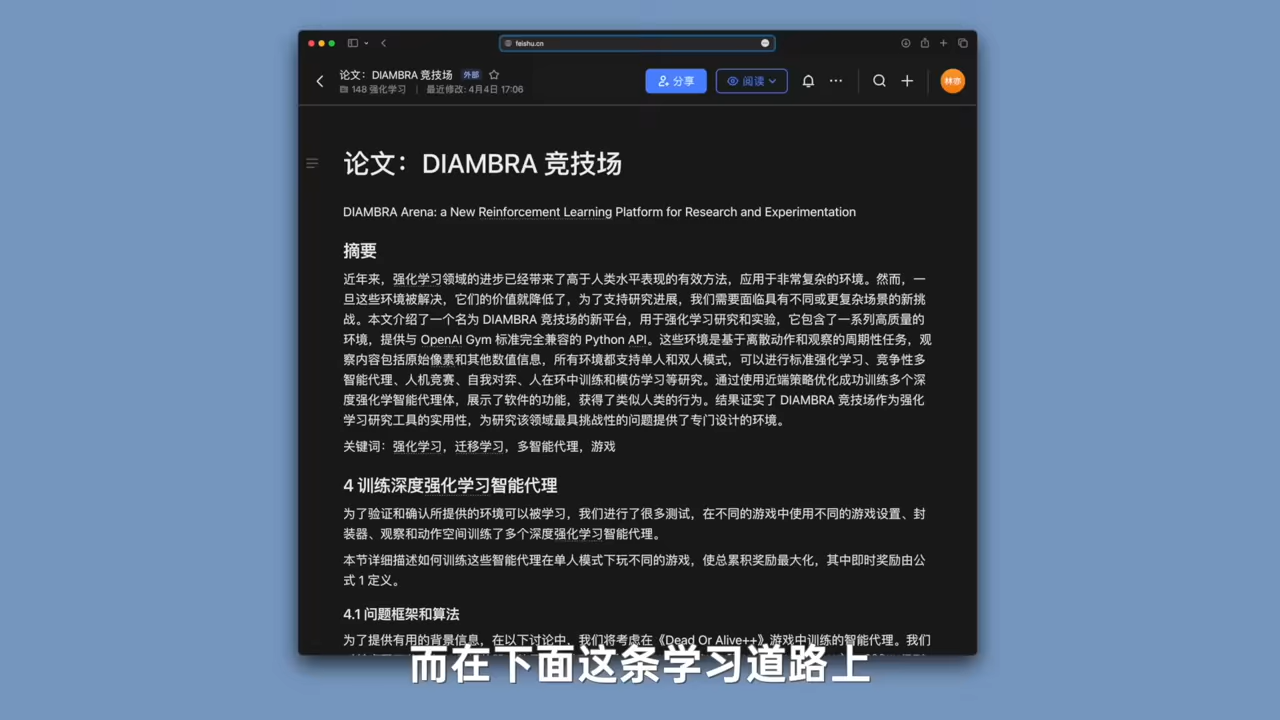 feishu.cn
论文：DIAMBRA 竞技场 外部
148 强化学习 | 最近修改: 4月4日 17:06
分享
阅读
林亦
论文：DIAMBRA 竞技场
DIAMBRA Arena: a New Reinforcement Learning Platform for Research and Experimentation
摘要
近年来，强化学习领域的进步已经带来了高于人类水平表现的有效方法，应用于非常复杂的环境。然而，一
旦这些环境被解决，它们的价值就降低了，为了支持研究进展，我们需要面临具有不同或更复杂场景的新挑
战。本文介绍了一个名为 DIAMBRA 竞技场的新平台，用于强化学习研究和实验，它包含了一系列高质量的
环境，提供与 OpenAI Gym 标准完全兼容的 Python API。这些环境是基于离散动作和观察的周期性任务，观
察内容包括原始像素和其他数值信息，所有环境都支持单人和双人模式，可以进行标准强化学习、竞争性多
智能代理、人机竞赛、自我对弈、人在环中训练和模仿学习等研究。通过使用近端策略优化成功训练多个深
度强化学智能代理体，展示了软件的功能，获得了类似人类的行为。结果证实了 DIAMBRA 竞技场作为强化
学习研究工具的实用性，为研究该领域最具挑战性的问题提供了专门设计的环境。
关键词：强化学习，迁移学习，多智能代理，游戏
4 训练深度强化学习智能代理
为了验证和确认所提供的环境可以被学习，我们进行了很多测试，在不同的游戏中使用不同的游戏设置、封
装器、观察和动作空间训练了多个深度强化学习智能代理。
本节详细描述如何训练这些智能代理在单人模式下玩不同的游戏，使总累积奖励最大化，其中即时奖励由公
式 1 定义。
4.1 问题框架和算法
为了提供有用的背景信息，在以下讨论中，我们将考虑在《Dead Or Alive++》游戏中训练的智能代理。我们
而在下面这条学习道路上